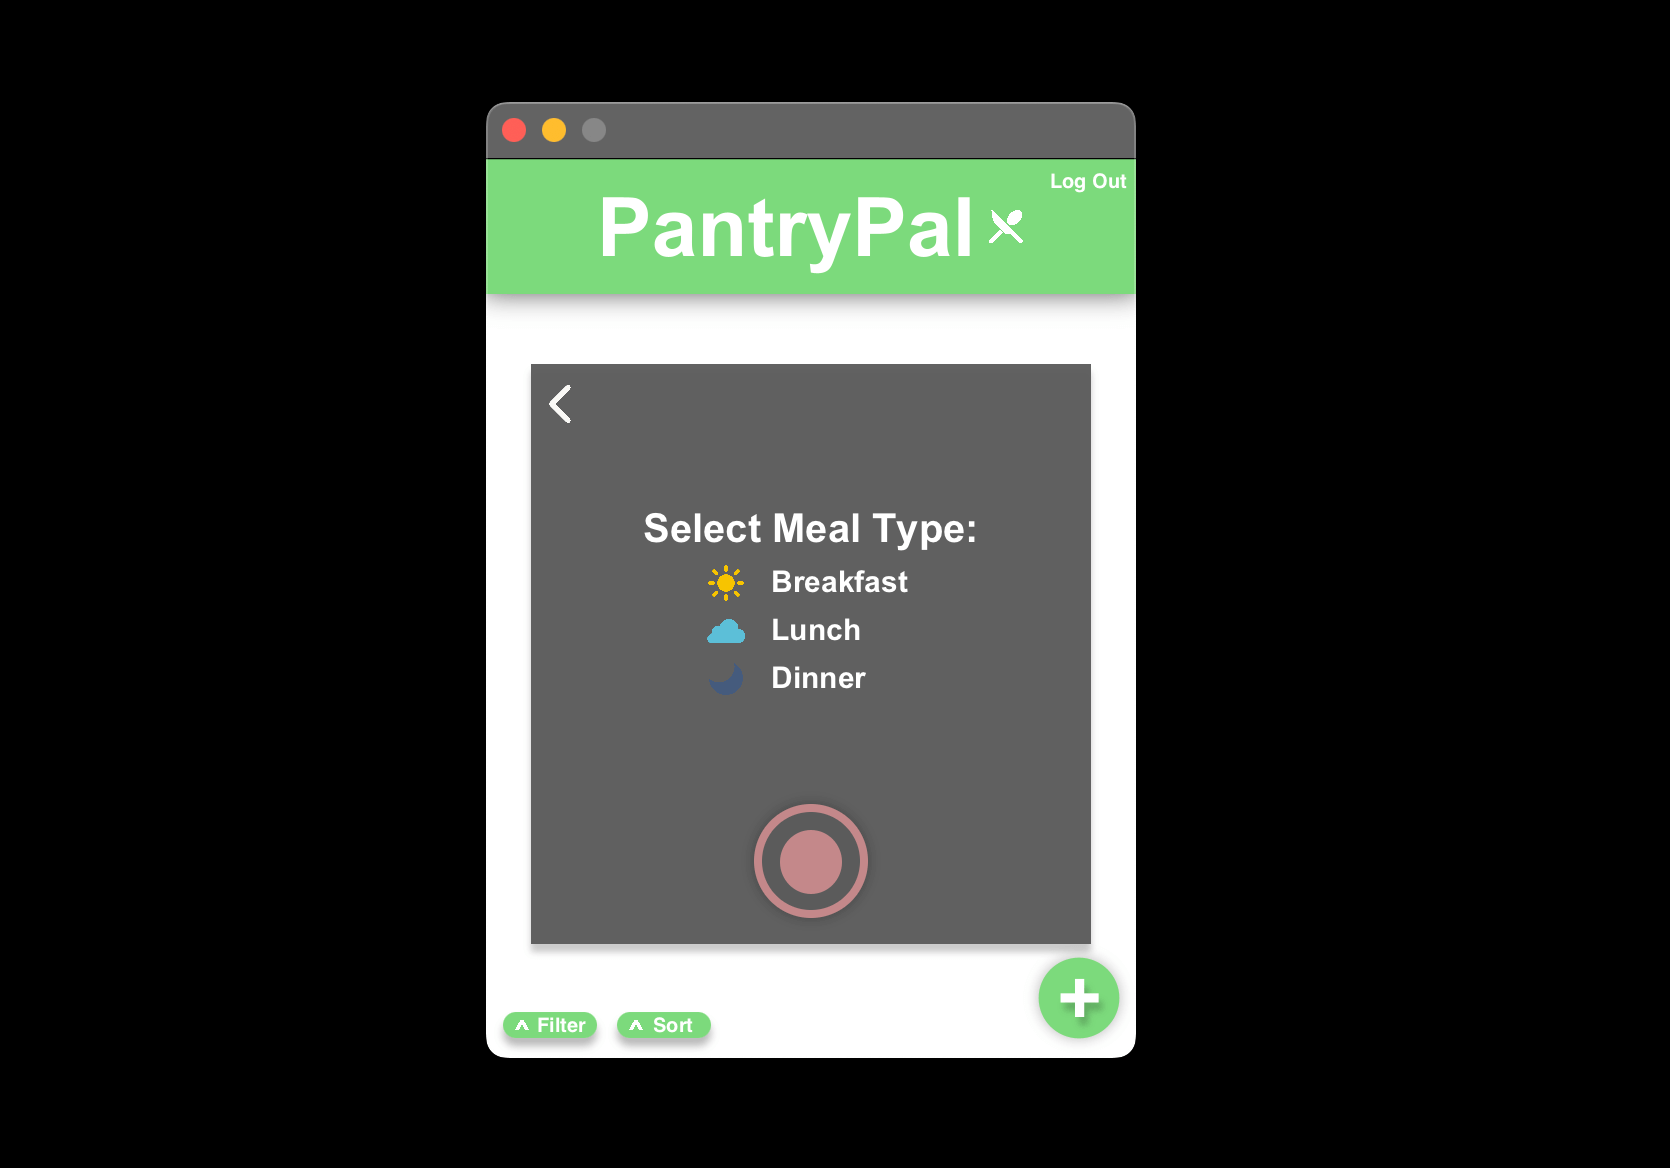 Log Out
PantryPal
Select Meal Type:
Breakfast
Lunch
Dinner
Filter
Sort